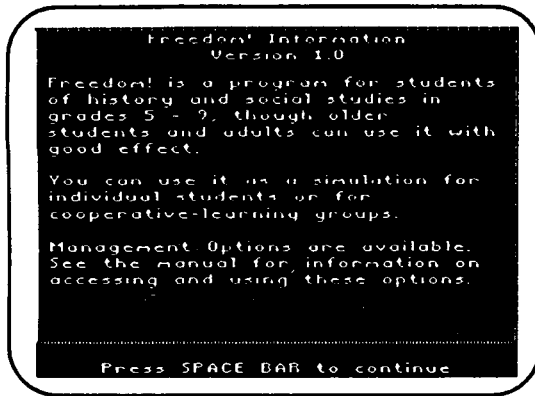 Freedom! Information
Version 1.0
Freedom! is a program for students
of history and social studies in
grades 5 - 9, though older
students and adults can use it with
good effect.
You can use it as a simulation for
individual students or for
cooperative-learning groups.
Management Options are available.
See the manual for information on
accessing and using these options.
Press SPACE BAR to continue